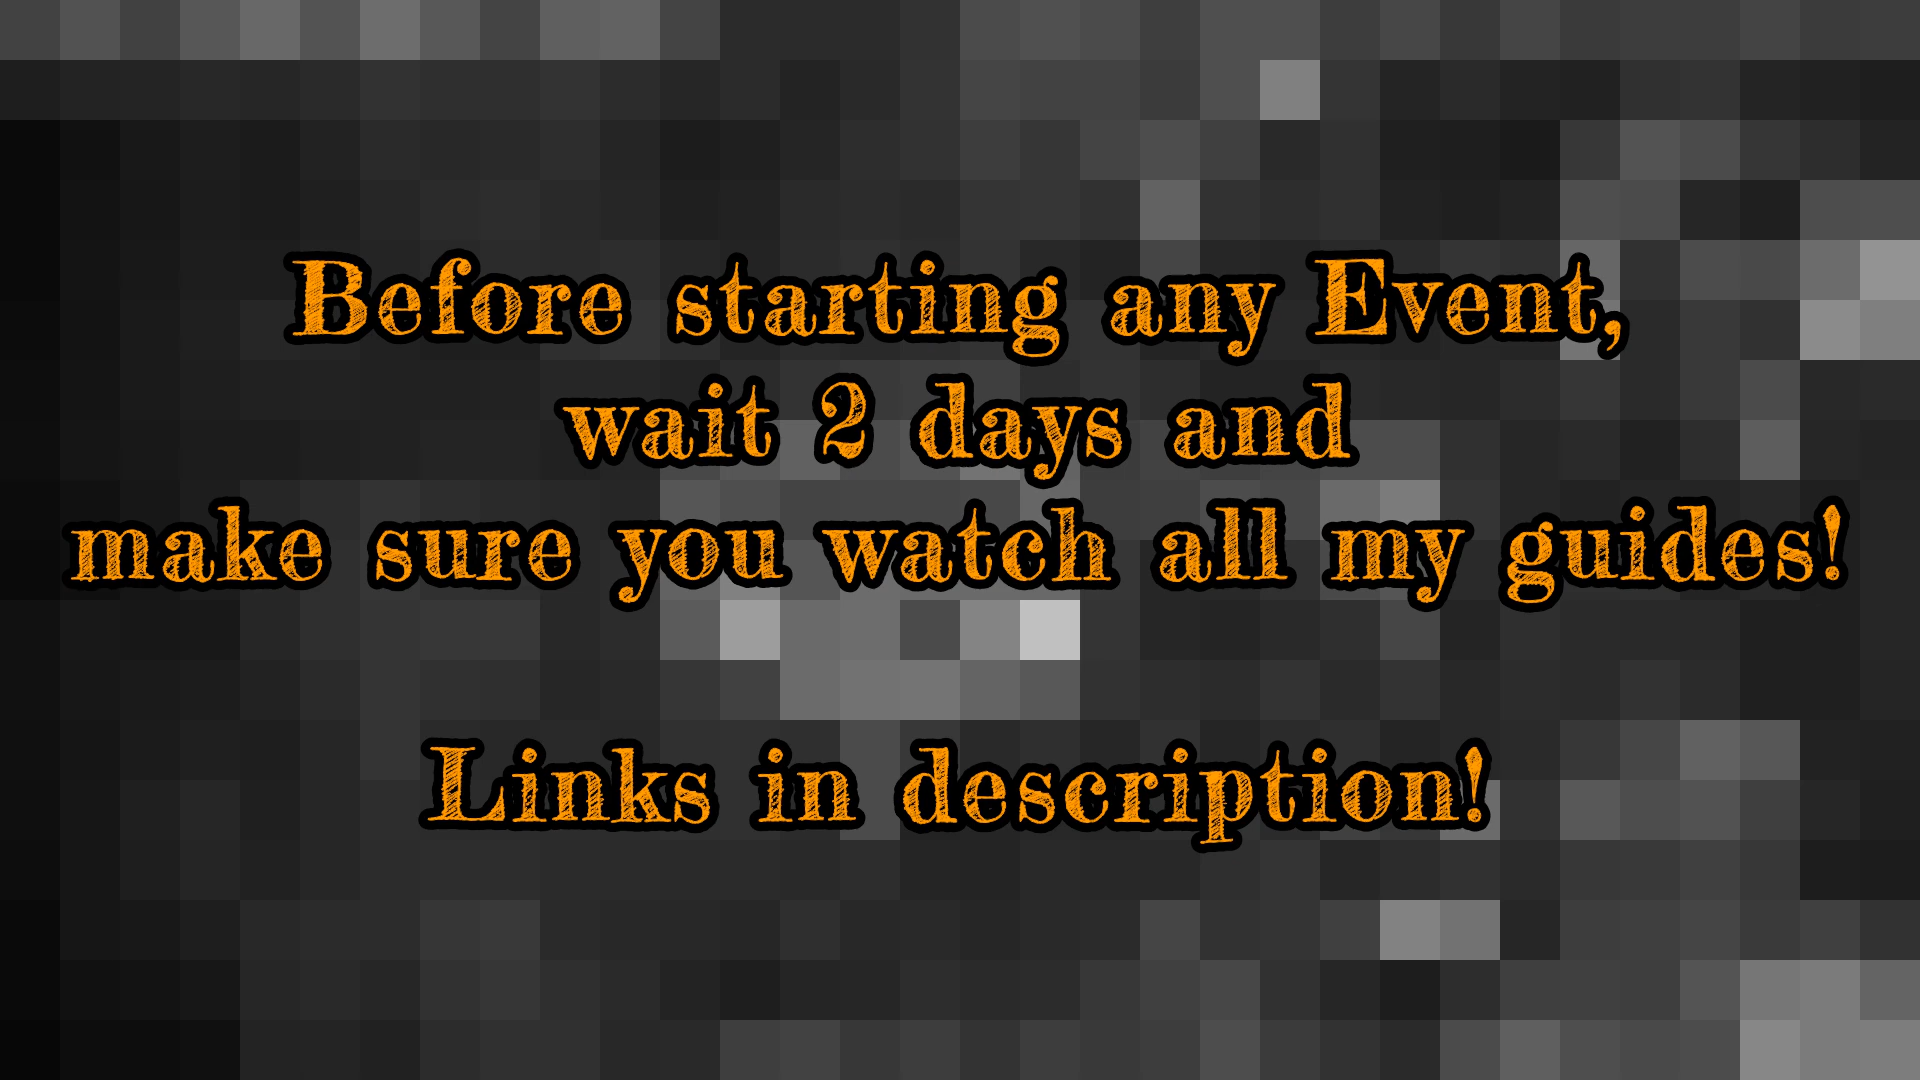 Before starting any Event,
wait 2 days and
make sure you watch all my guides!
Links in description!